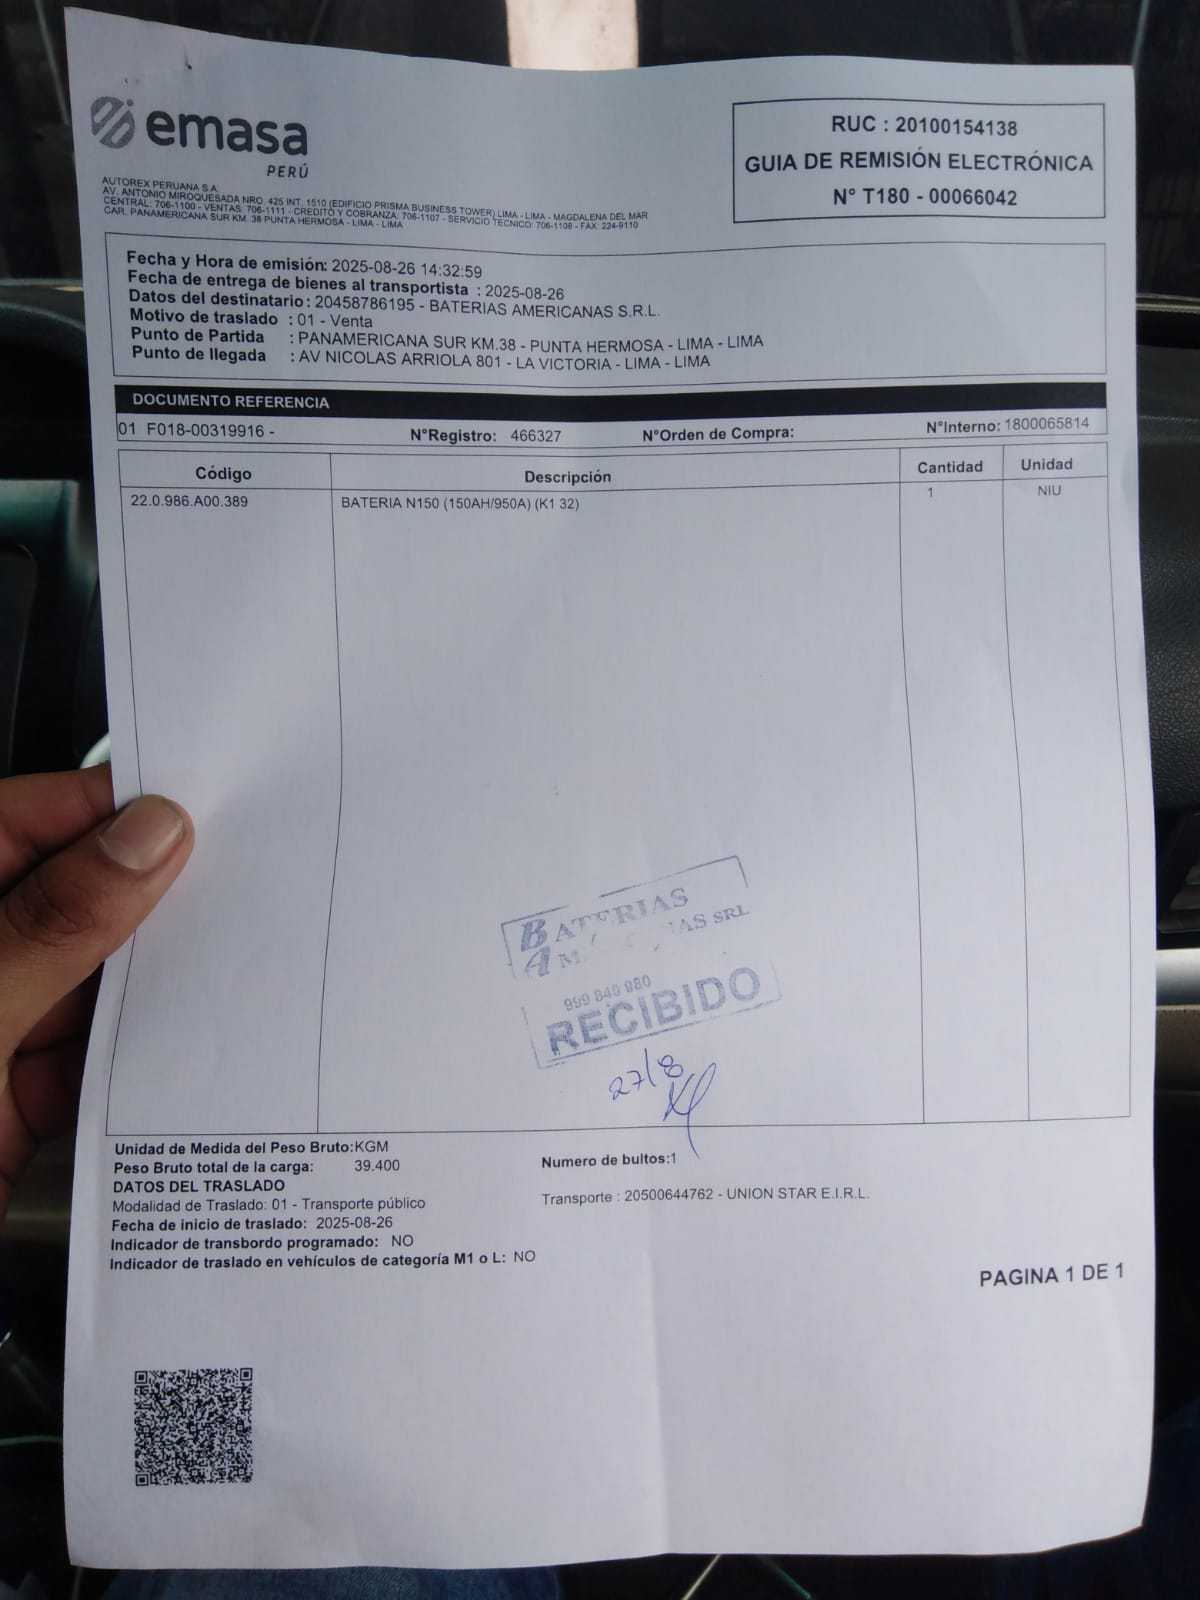 emasa
PERÚ
AUTOREX PERUANA S.A.
AV. ANTONIO MIROQUESADA NRO. 425 INT. 1510 (EDIFICIO PRISMA BUSINESS TOWER) LIMA - LIMA - MAGDALENA DEL MAR
CENTRAL: 706-1100 - VENTAS: 706-1111 - CREDITO Y COBRANZA: 706-1107 - SERVICIO TECNICO: 706-1108 - FAX: 224-9110
CAR. PANAMERICANA SUR KM. 38 PUNTA HERMOSA - LIMA - LIMA
RUC : 20100154138
GUIA DE REMISIÓN ELECTRÓNICA
N° T180 - 00066042
Fecha y Hora de emisión: 2025-08-26 14:32:59
Fecha de entrega de bienes al transportista : 2025-08-26
Datos del destinatario : 20458786195 - BATERIAS AMERICANAS S.R.L.
Motivo de traslado : 01 - Venta
Punto de Partida : PANAMERICANA SUR KM.38 - PUNTA HERMOSA - LIMA - LIMA
Punto de llegada : AV NICOLAS ARRIOLA 801 - LA VICTORIA - LIMA - LIMA
DOCUMENTO REFERENCIA
01 F018-00319916 - N°Registro: 466327 N°Orden de Compra: N°Interno: 1800065814
Código Descripción Cantidad Unidad
22.0.986.A00.389 BATERIA N150 (150AH/950A) (K1 32) 1 NIU
BATERIAS
SRL
999 840 980
RECIBIDO
27/8
Unidad de Medida del Peso Bruto:KGM
Peso Bruto total de la carga: 39.400
Numero de bultos:1
DATOS DEL TRASLADO
Modalidad de Traslado: 01 - Transporte público
Transporte : 20500644762 - UNION STAR E.I.R.L.
Fecha de inicio de traslado: 2025-08-26
Indicador de transbordo programado: NO
Indicador de traslado en vehículos de categoría M1 o L: NO
PAGINA 1 DE 1